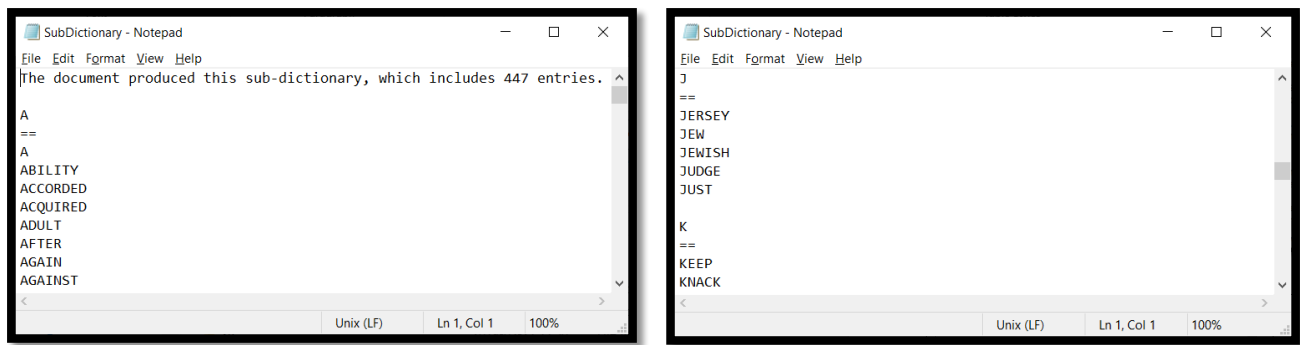 SubDictionary - Notepad
File Edit Format View Help
The document produced this sub-dictionary, which includes 447 entries.
A
==
A
ABILITY
ACCORDED
ACQUIRED
ADULT
AFTER
AGAIN
AGAINST
Unix (LF) Ln 1, Col 1 100%
SubDictionary - Notepad
File Edit Format View Help
J
==
JERSEY
JEW
JEWISH
JUDGE
JUST
K
==
KEEP
KNACK
Unix (LF) Ln 1, Col 1 100%